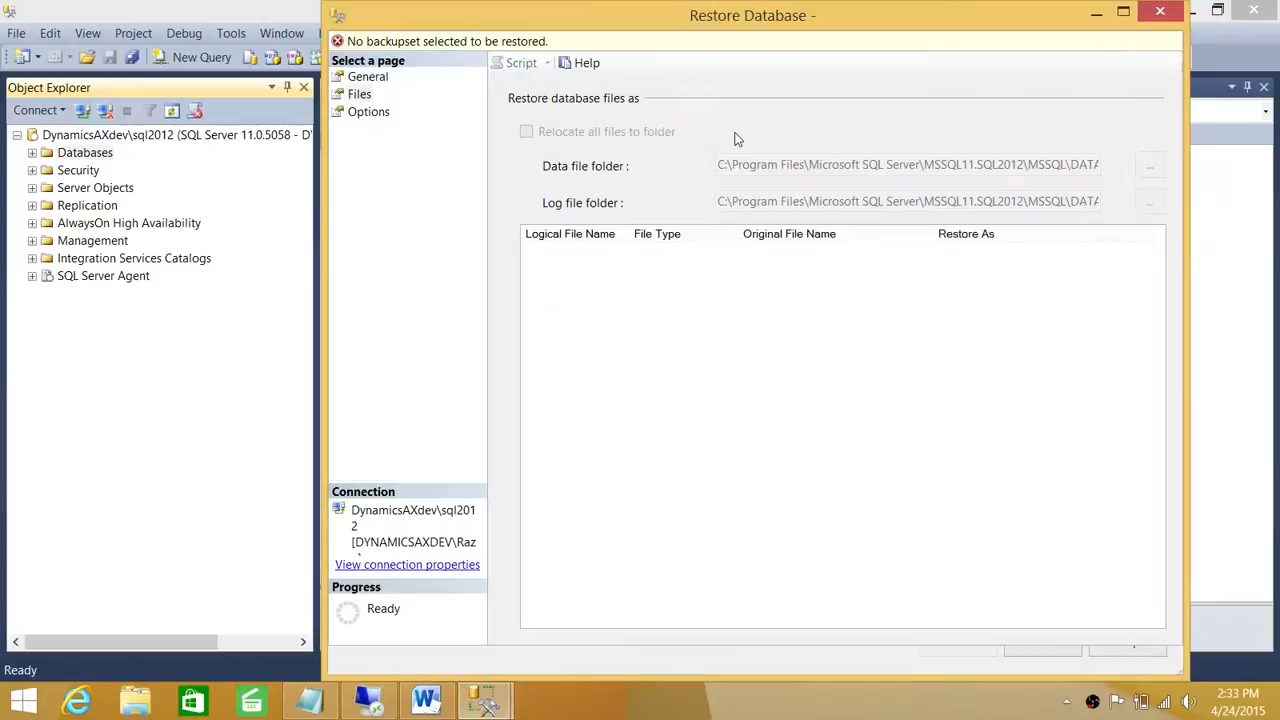 Restore Database -
File Edit View Project Debug Tools Window
No backupset selected to be restored.
New Query
Select a page
Script Help
General
Files
Options
Object Explorer
Connect
DynamicsAXdev\sql2012 (SQL Server 11.0.5058 - D
Databases
Security
Server Objects
Replication
AlwaysOn High Availability
Management
Integration Services Catalogs
SQL Server Agent
Restore database files as
Relocate all files to folder
Data file folder : C:\Program Files\Microsoft SQL Server\MSSQL11.SQL2012\MSSQL\DATA
... 
Log file folder : C:\Program Files\Microsoft SQL Server\MSSQL11.SQL2012\MSSQL\DATA
...
Logical File Name File Type Original File Name Restore As
Connection
DynamicsAXdev\sql201
2
[DYNAMICSAXDEV\Raz
View connection properties
Progress
Ready
Ready
2:33 PM
4/24/2015